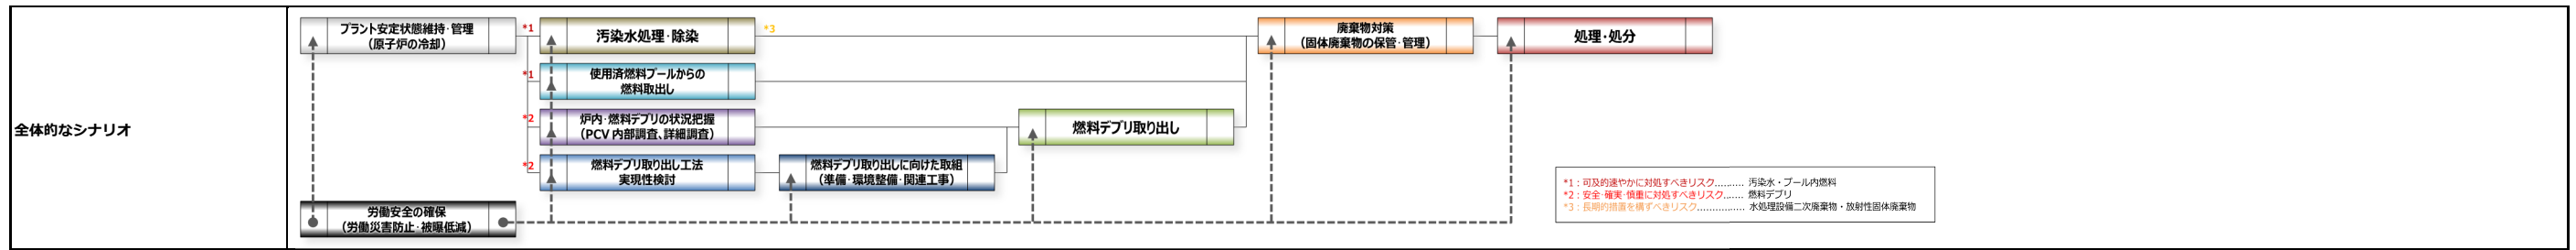 全体的なシナリオ
プラント安定状態維持・管理
（原子炉の冷却）
*1
汚染水処理・除染
*3
廃棄物対策
（固体廃棄物の保管・管理）
処理・処分
*1
使用済燃料プールからの
燃料取出し
*2
炉内・燃料デブリの状況把握
（PCV 内部調査、詳細調査）
燃料デブリ取り出し
*2
燃料デブリ取り出し工法
実現性検討
燃料デブリ取り出しに向けた取組
（準備・環境整備・関連工事）
労働安全の確保
（労働災害防止・被曝低減）
*1：可及的速やかに対処すべきリスク.......... 汚染水・プール内燃料
*2：安全・確実・慎重に対処すべきリスク....... 燃料デブリ
*3：長期的措置を講ずべきリスク................ 水処理設備二次廃棄物・放射性固体廃棄物